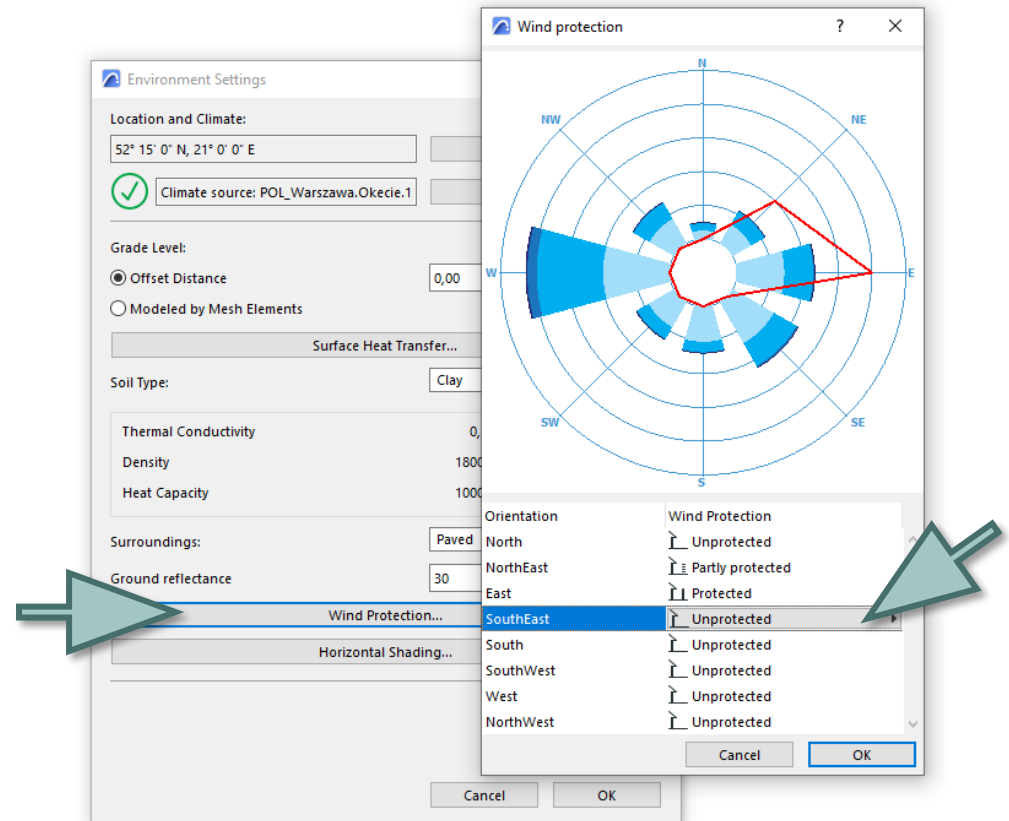 Environment Settings
Location and Climate:
52° 15' 0" N, 21° 0' 0" E
Climate source: POL_Warszawa.Okecie.1
Grade Level:
Offset Distance
0,00
Modeled by Mesh Elements
Surface Heat Transfer...
Soil Type:
Clay
Thermal Conductivity
0,
Density
1800
Heat Capacity
1000
Surroundings:
Paved
Ground reflectance
30
Wind Protection...
Horizontal Shading...
Cancel OK
Wind protection ? 
N
NW NE
W E
SW SE
S
Orientation Wind Protection
North Unprotected
NorthEast Partly protected
East Protected
SouthEast Unprotected
South Unprotected
SouthWest Unprotected
West Unprotected
NorthWest Unprotected
Cancel OK